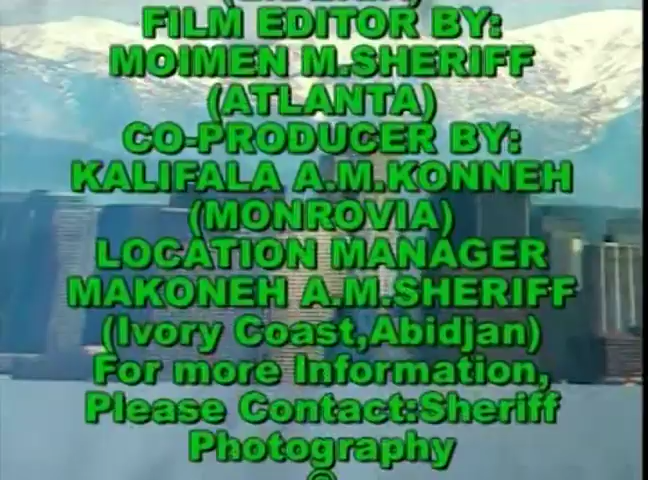 FILM EDITOR BY:
MOIMEN M.SHERIFF
(ATLANTA)
CO-PRODUCER BY:
KALIFALA A.M.KONNEH
(MONROVIA)
LOCATION MANAGER
MAKONEH A.M.SHERIFF
(Ivory Coast,Abidjan)
For more Information,
Please Contact:Sheriff
Photography